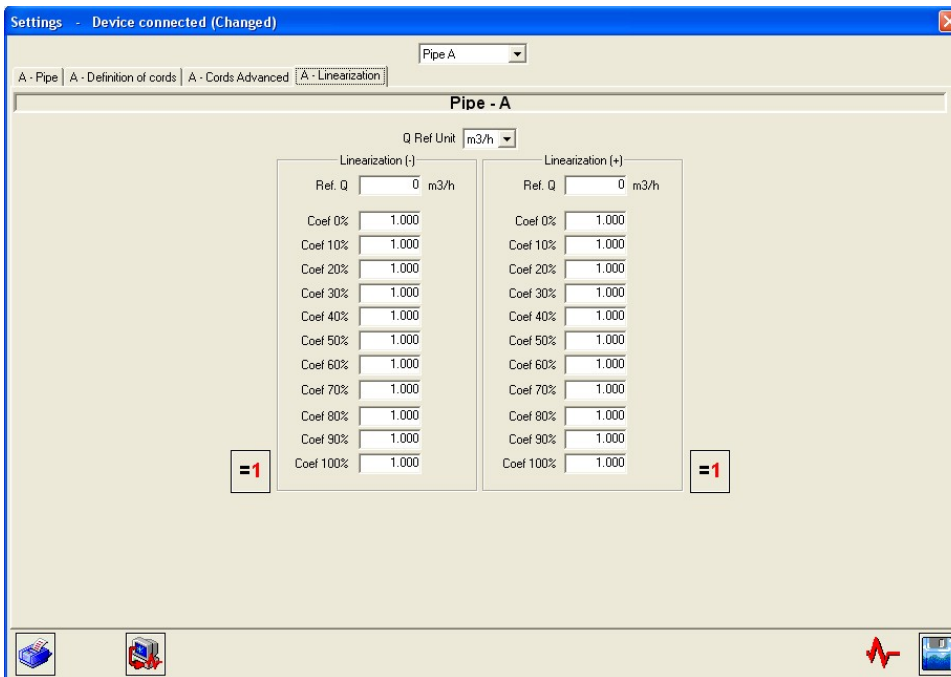 Settings - Device connected (Changed)
Pipe A
A - Pipe A - Definition of cords A - Cords Advanced A - Linearization
Pipe - A
Q Ref Unit m3/h
Linearization (-) Linearization (+)
Ref. Q 0 m3/h Ref. Q 0 m3/h
Coef 0% 1.000 Coef 0% 1.000
Coef 10% 1.000 Coef 10% 1.000
Coef 20% 1.000 Coef 20% 1.000
Coef 30% 1.000 Coef 30% 1.000
Coef 40% 1.000 Coef 40% 1.000
Coef 50% 1.000 Coef 50% 1.000
Coef 60% 1.000 Coef 60% 1.000
Coef 70% 1.000 Coef 70% 1.000
Coef 80% 1.000 Coef 80% 1.000
Coef 90% 1.000 Coef 90% 1.000
=1 Coef 100% 1.000 Coef 100% 1.000 =1